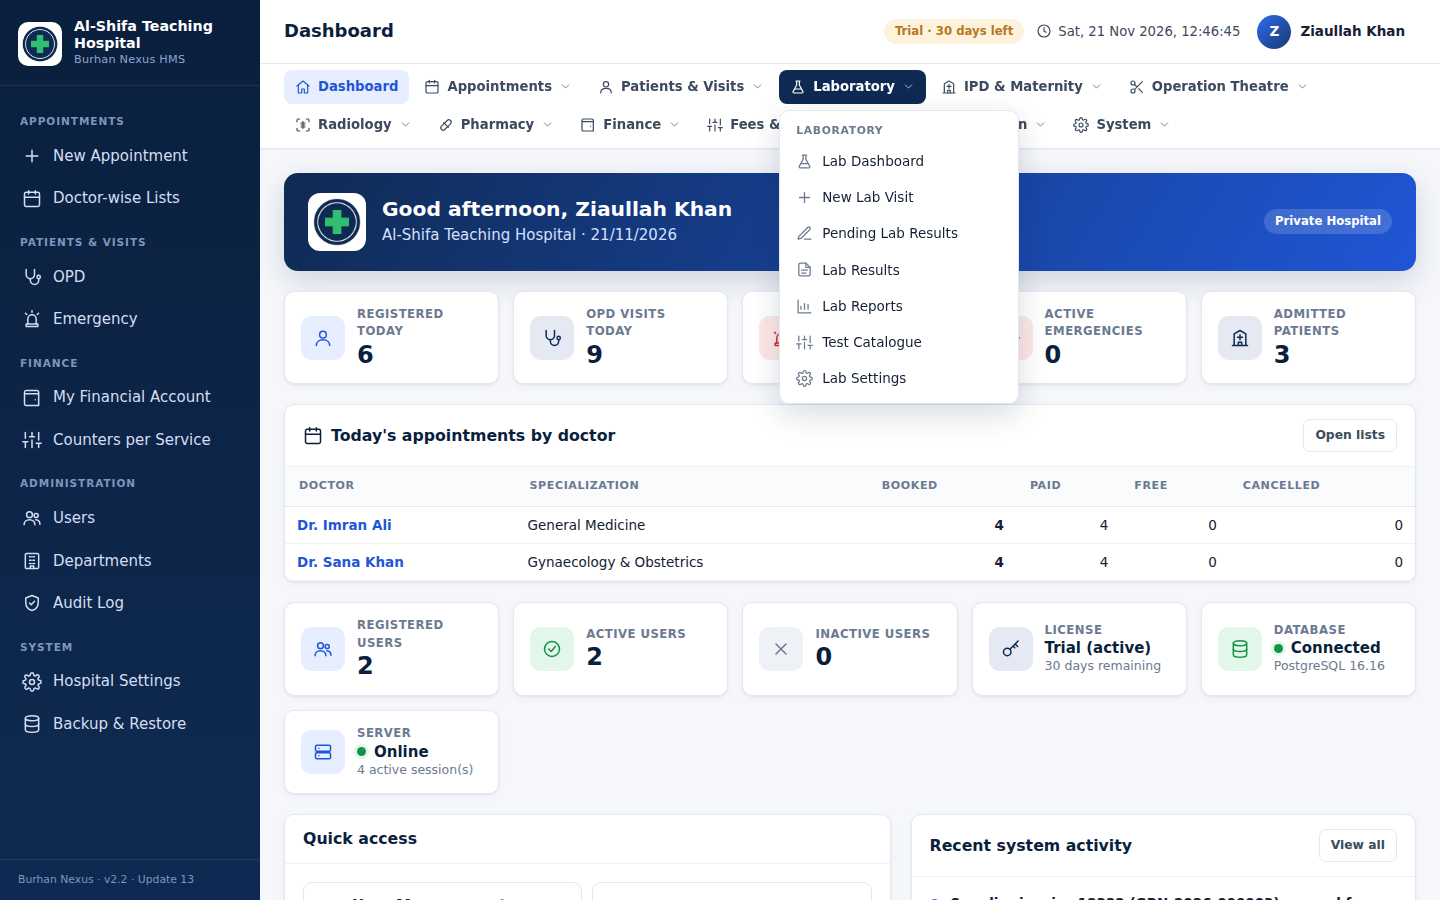 Al-Shifa Teaching
Hospital
Burhan Nexus HMS
APPOINTMENTS
New Appointment
Doctor-wise Lists
PATIENTS & VISITS
OPD
Emergency
FINANCE
My Financial Account
Counters per Service
ADMINISTRATION
Users
Departments
Audit Log
SYSTEM
Hospital Settings
Backup & Restore
Burhan Nexus · v2.2 · Update 13
Dashboard
Trial · 30 days left
Sat, 21 Nov 2026, 12:46:45
Z
Ziaullah Khan
Dashboard
Appointments
Patients & Visits
Laboratory
IPD & Maternity
Operation Theatre
Radiology
Pharmacy
Finance
Fees &
System
LABORATORY
Lab Dashboard
New Lab Visit
Pending Lab Results
Lab Results
Lab Reports
Test Catalogue
Lab Settings
Good afternoon, Ziaullah Khan
Al-Shifa Teaching Hospital · 21/11/2026
Private Hospital
REGISTERED
TODAY
6
OPD VISITS
TODAY
9
ACTIVE
EMERGENCIES
0
ADMITTED
PATIENTS
3
Today's appointments by doctor
Open lists
DOCTOR SPECIALIZATION BOOKED PAID FREE CANCELLED
Dr. Imran Ali General Medicine 4 4 0 0
Dr. Sana Khan Gynaecology & Obstetrics 4 4 0 0
REGISTERED
USERS
2
ACTIVE USERS
2
INACTIVE USERS
0
LICENSE
Trial (active)
30 days remaining
DATABASE
Connected
PostgreSQL 16.16
SERVER
Online
4 active session(s)
Quick access
Recent system activity
View all